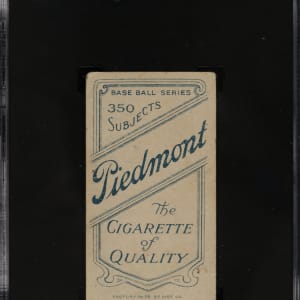 BASE BALL SERIES
350
SUBJECTS
Piedmont
The
CIGARETTE
of
QUALITY